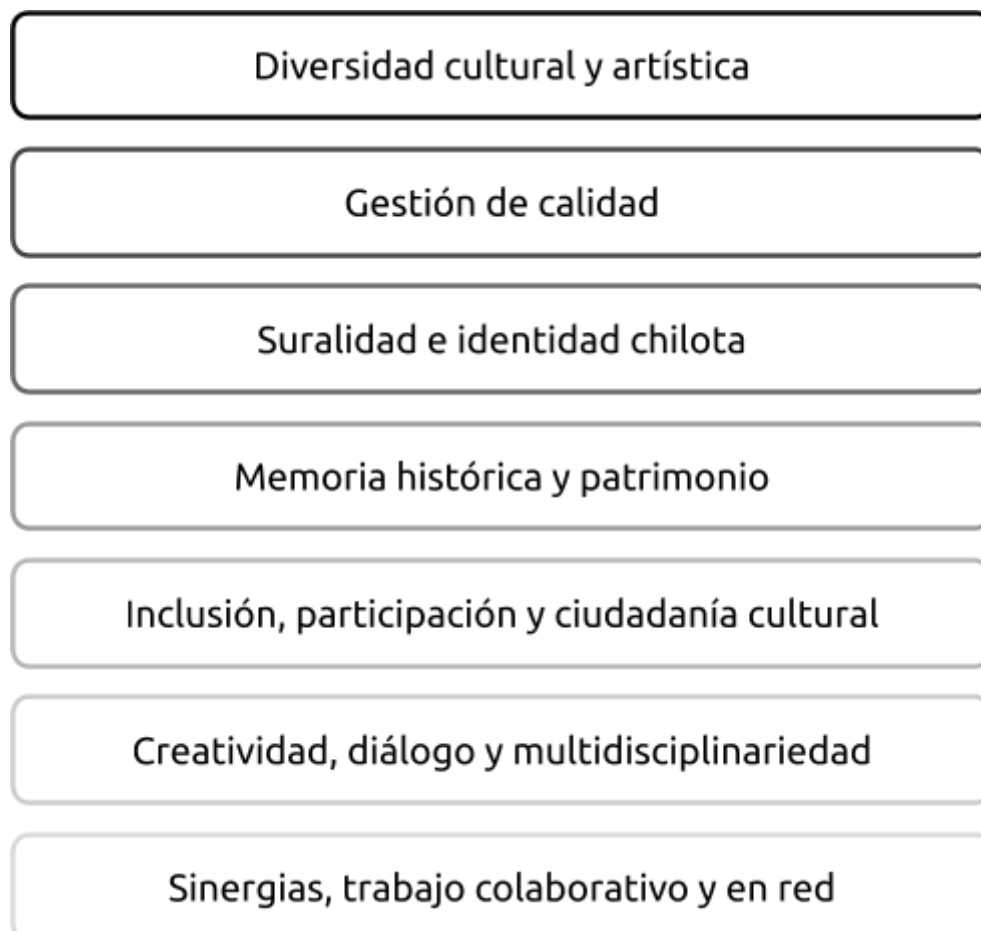 Diversidad cultural y artística
Gestión de calidad
Suralidad e identidad chilota
Memoria histórica y patrimonio
Inclusión, participación y ciudadanía cultural
Creatividad, diálogo y multidisciplinariedad
Sinergias, trabajo colaborativo y en red